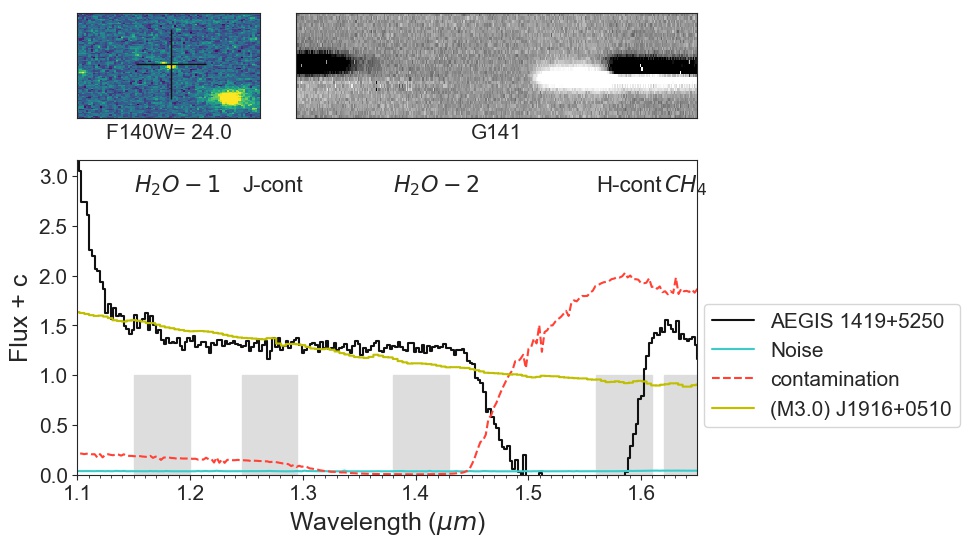 F140W= 24.0
G141
H₂O − 1 J-cont H₂O − 2 H-cont CH₄
3.0
2.5
2.0
1.5
1.0
0.5
0.0
Flux + c
1.1 1.2 1.3 1.4 1.5 1.6
Wavelength (μm)
AEGIS 1419+5250
Noise
contamination
(M3.0) J1916+0510